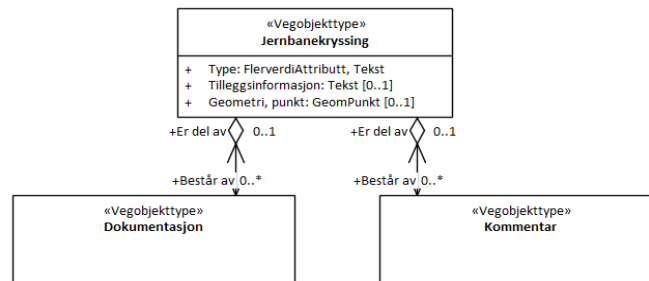 «Vegobjekttype»
Jernbanekryssing
+ Type: FlerverdiAttributt, Tekst
+ Tilleggsinformasjon: Tekst [0..1]
+ Geometri, punkt: GeomPunkt [0..1]
+Er del av 0..1 +Er del av 0..1
+Består av 0..* +Består av 0..*
«Vegobjekttype» «Vegobjekttype»
Dokumentasjon Kommentar